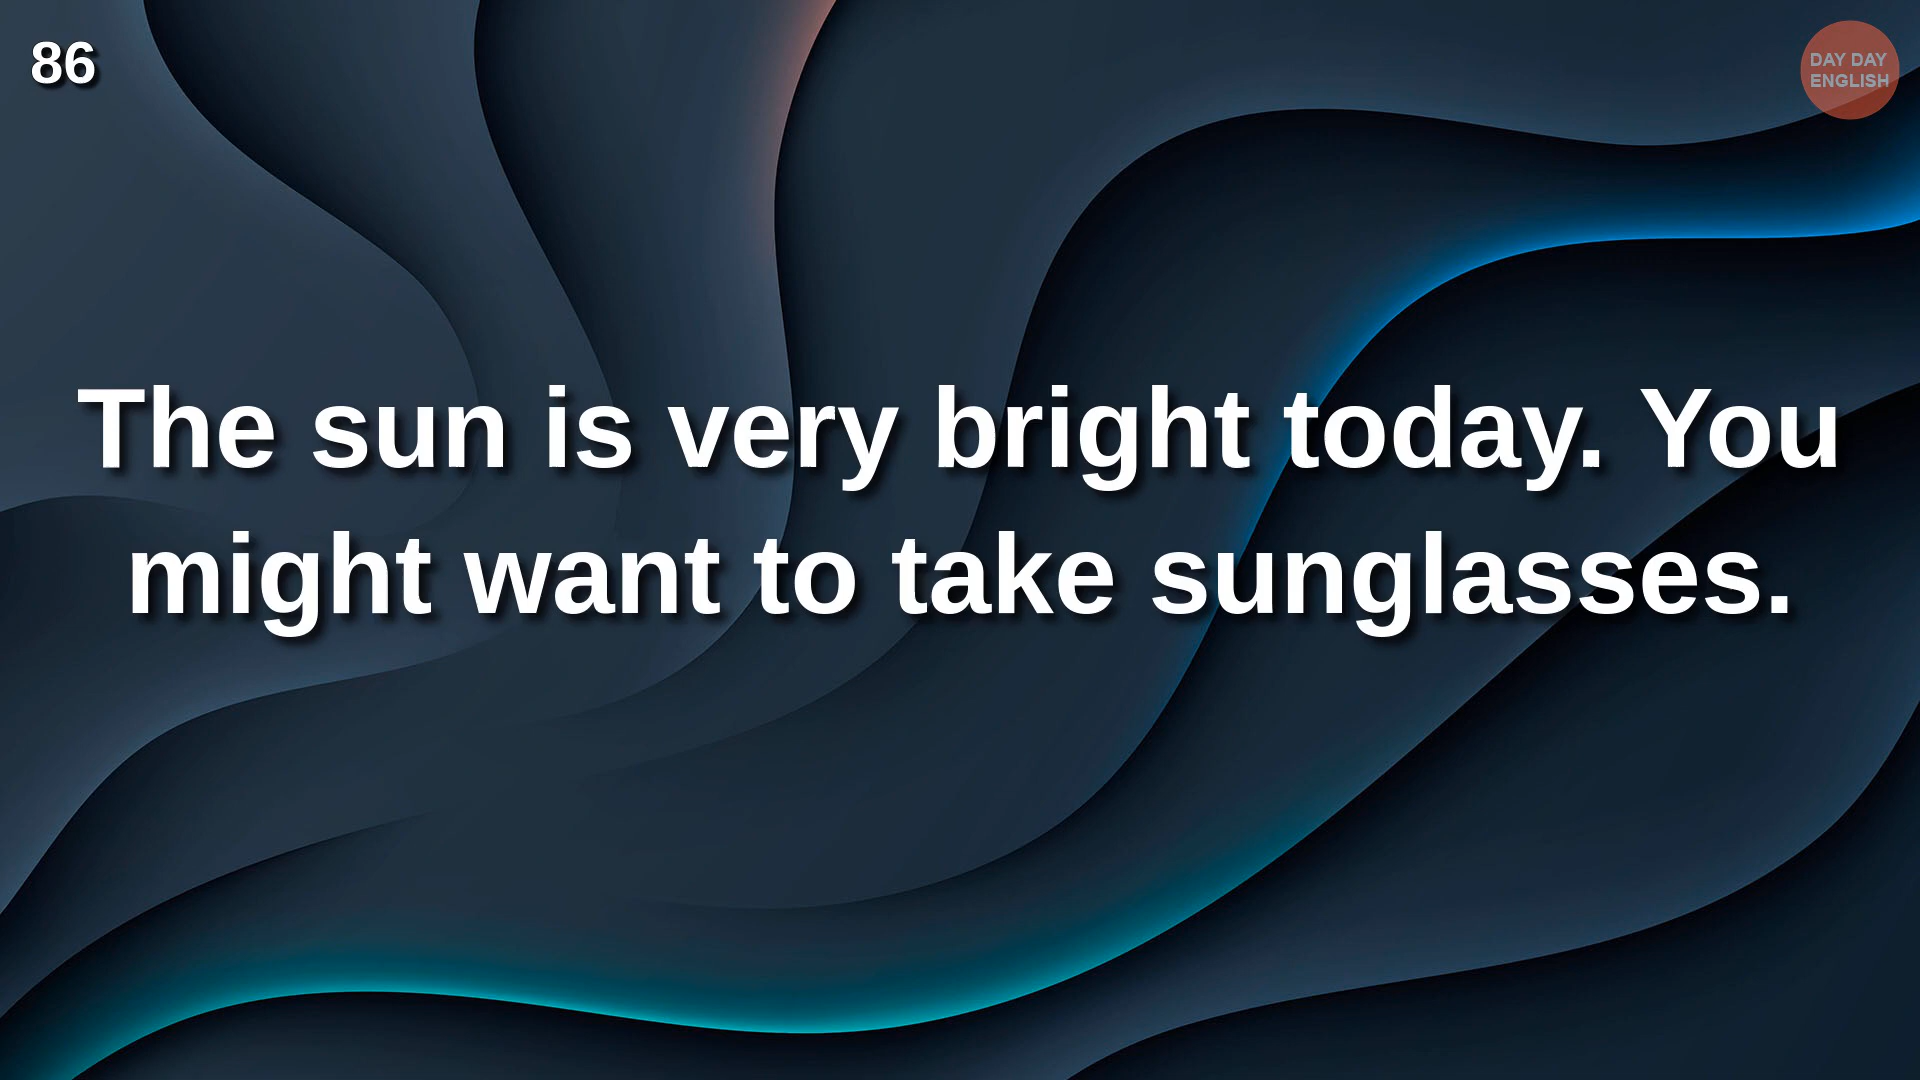 86
DAY DAY
ENGLISH
The sun is very bright today. You
might want to take sunglasses.